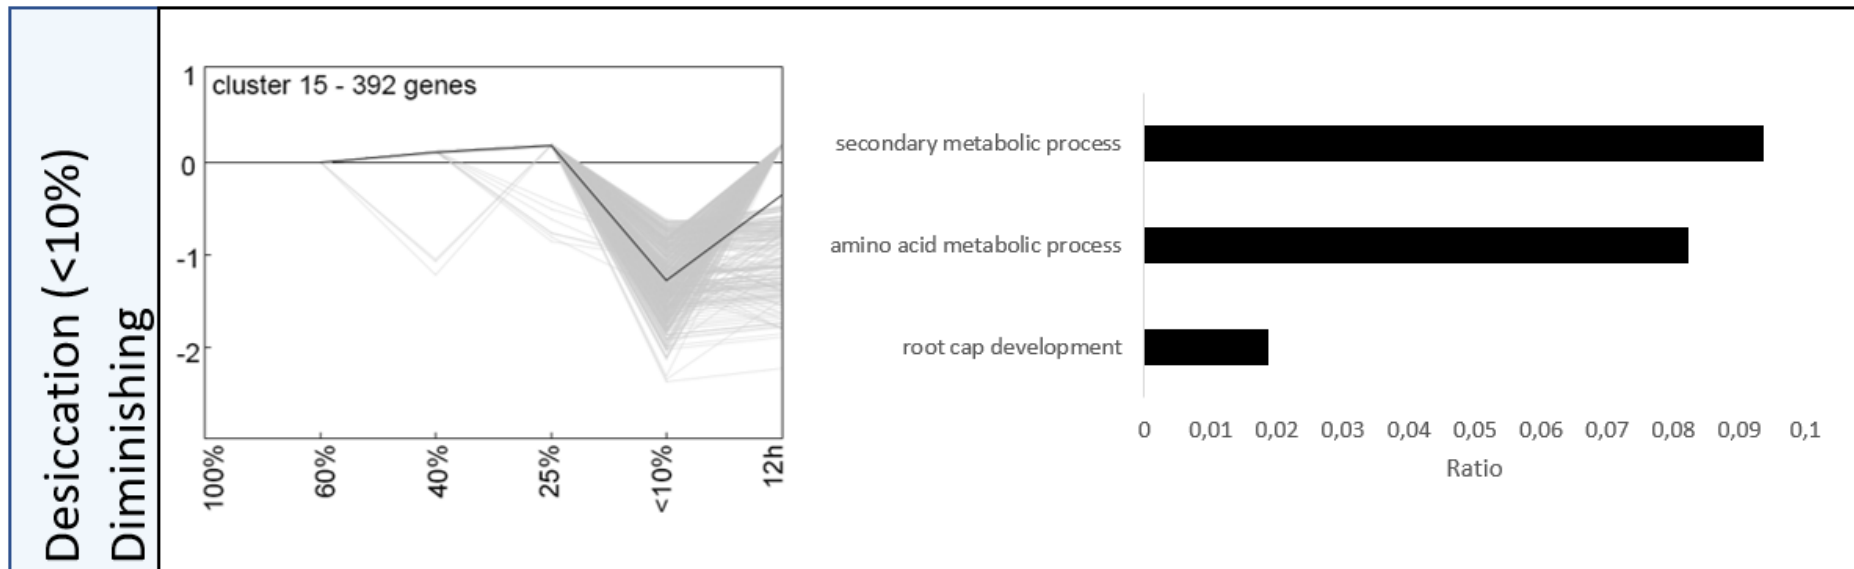 Desiccation (<10%)
Diminishing
cluster 15 - 392 genes
1
0
-1
-2
100%
60%
40%
25%
<10%
12h
secondary metabolic process
amino acid metabolic process
root cap development
0 0,01 0,02 0,03 0,04 0,05 0,06 0,07 0,08 0,09 0,1
Ratio